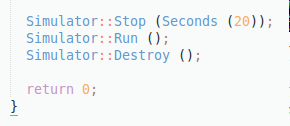 Simulator::Stop (Seconds (20));
Simulator::Run ();
Simulator::Destroy ();
return 0;
}